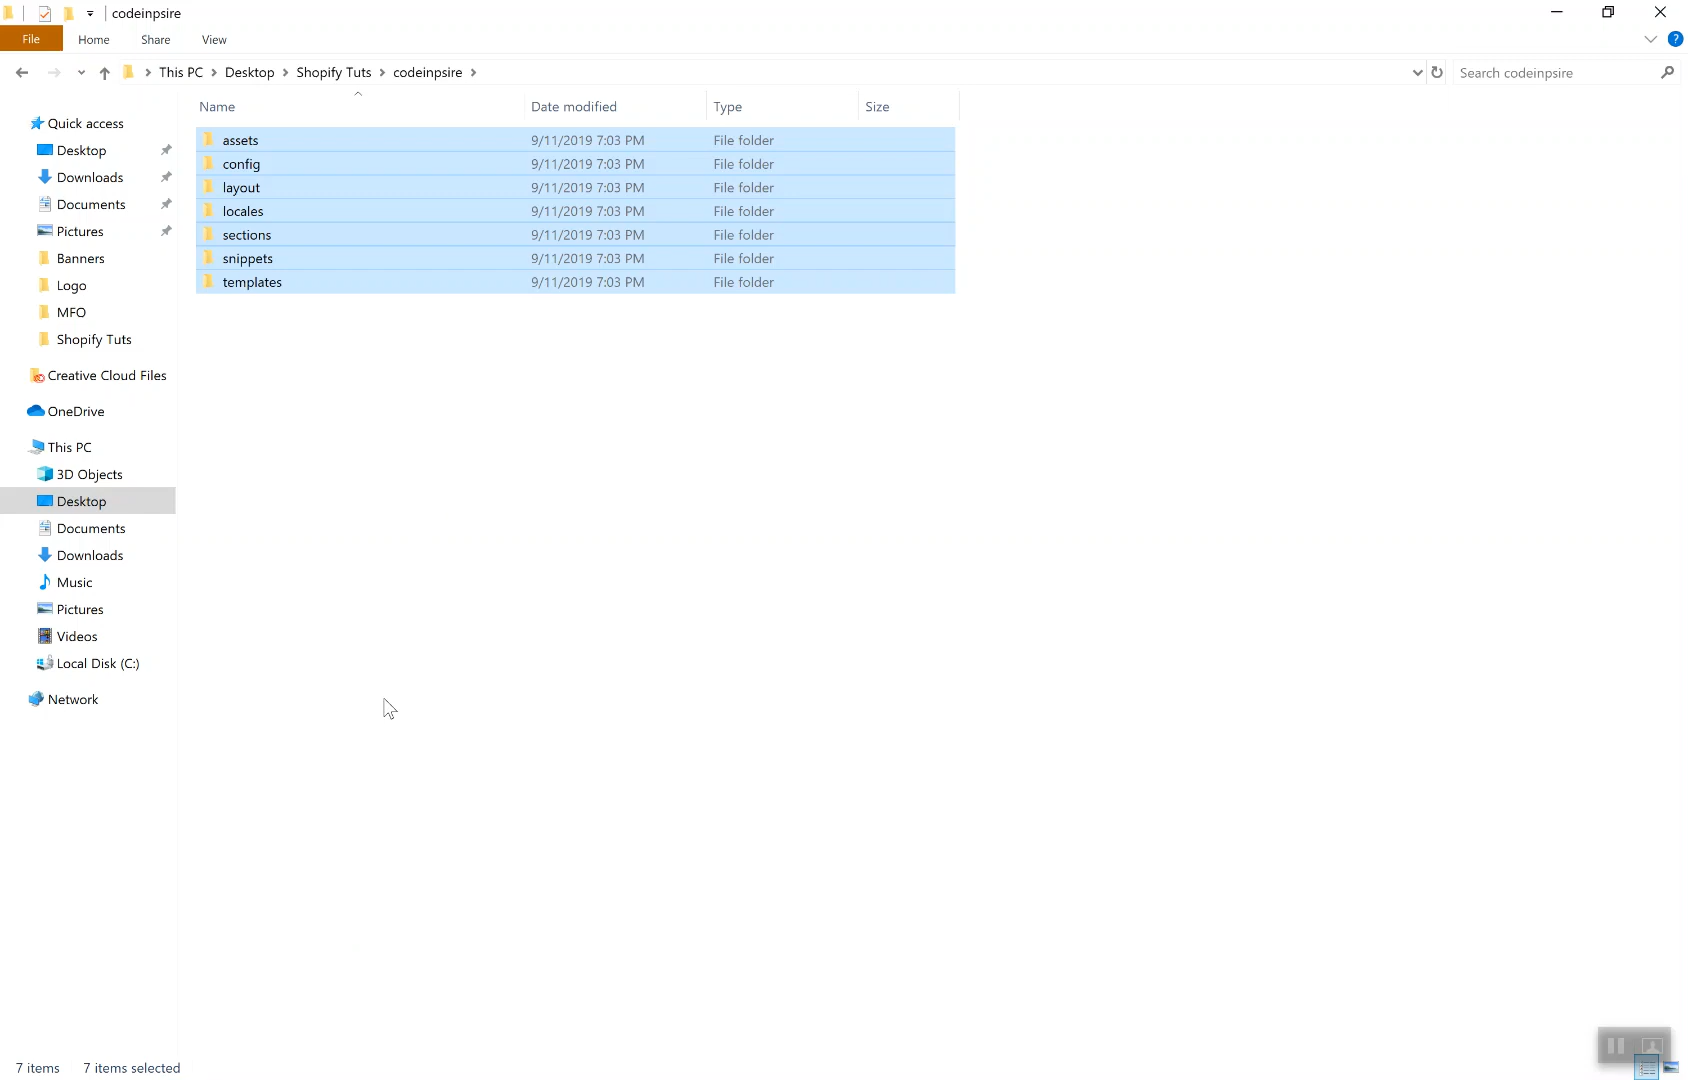 codeinpsire
File Home Share View
?
This PC Desktop Shopify Tuts codeinpsire
Search codeinpsire
Name Date modified Type Size
Quick access
Desktop
Downloads
Documents
Pictures
Banners
Logo
MFO
Shopify Tuts
Creative Cloud Files
OneDrive
This PC
3D Objects
Desktop
Documents
Downloads
Music
Pictures
Videos
Local Disk (C:)
Network
assets 9/11/2019 7:03 PM File folder
config 9/11/2019 7:03 PM File folder
layout 9/11/2019 7:03 PM File folder
locales 9/11/2019 7:03 PM File folder
sections 9/11/2019 7:03 PM File folder
snippets 9/11/2019 7:03 PM File folder
templates 9/11/2019 7:03 PM File folder
7 items 7 items selected